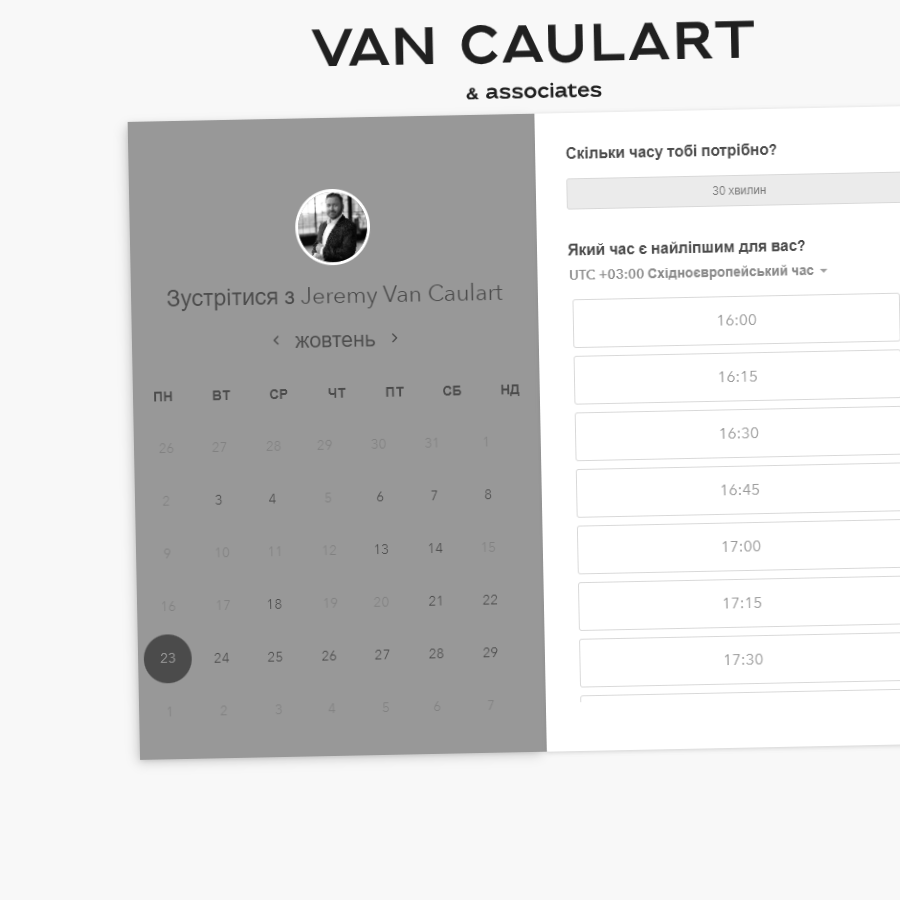 VAN CAULART
& associates
Зустрітися з Jeremy Van Caulart
жовтень
ПН ВТ СР ЧТ ПТ СБ НД
26 27 28 29 30 31 1
2 3 4 5 6 7 8
9 10 11 12 13 14 15
16 17 18 19 20 21 22
23 24 25 26 27 28 29
1 2 3 4 5 6 7
Скільки часу тобі потрібно?
30 хвилин
Який час є найліпшим для вас?
UTC +03:00 Східноєвропейський час
16:00
16:15
16:30
16:45
17:00
17:15
17:30